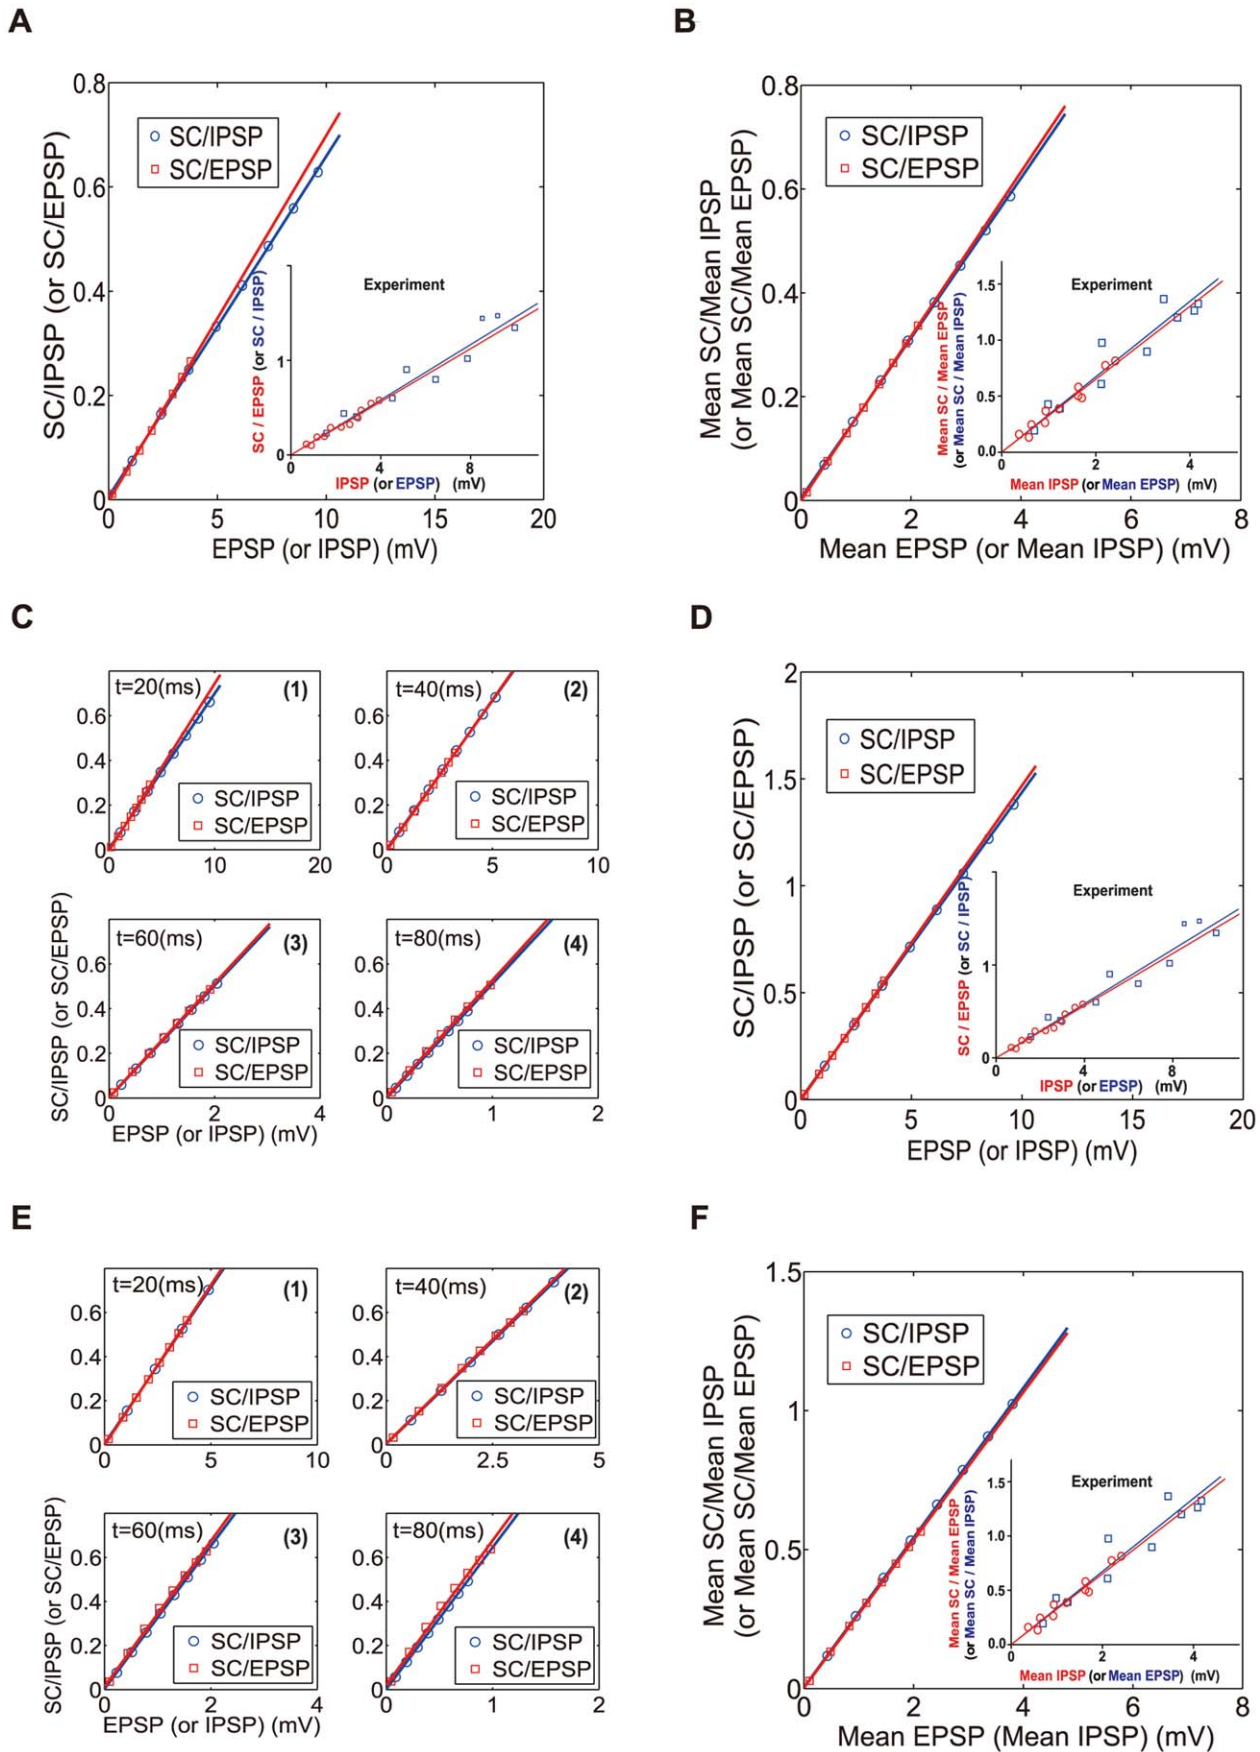 A
B
0.8
0.6
0.4
0.2
0
SC/IPSP (or SC/EPSP)
SC/IPSP
SC/EPSP
Experiment
SC / EPSP (or SC / IPSP)
1
0
0
4
8
IPSP (or EPSP) (mV)
0
5
10
15
20
EPSP (or IPSP) (mV)
0.8
0.6
0.4
0.2
0
Mean SC/Mean IPSP
(or Mean SC/Mean EPSP)
SC/IPSP
SC/EPSP
Experiment
Mean SC / Mean EPSP
(or Mean SC / Mean IPSP)
1.5
1.0
0.5
0.0
0
2
4
Mean IPSP (or Mean EPSP) (mV)
0
2
4
6
8
Mean EPSP (or Mean IPSP) (mV)
C
D
t=20(ms)
(1)
0.6
0.4
0.2
0
SC/IPSP
SC/EPSP
0
10
20
t=40(ms)
(2)
0.6
0.4
0.2
0
SC/IPSP
SC/EPSP
0
5
10
SC/IPSP (or SC/EPSP)
t=60(ms)
(3)
0.6
0.4
0.2
0
SC/IPSP
SC/EPSP
0
2
4
EPSP (or IPSP) (mV)
t=80(ms)
(4)
0.6
0.4
0.2
0
SC/IPSP
SC/EPSP
0
1
2
2
1.5
1
0.5
0
SC/IPSP (or SC/EPSP)
SC/IPSP
SC/EPSP
Experiment
SC / EPSP (or SC / IPSP)
1
0
0
4
8
IPSP (or EPSP) (mV)
0
5
10
15
20
EPSP (or IPSP) (mV)
E
F
t=20(ms)
(1)
0.6
0.4
0.2
0
SC/IPSP
SC/EPSP
0
5
10
t=40(ms)
(2)
0.6
0.4
0.2
0
SC/IPSP
SC/EPSP
0
2.5
5
SC/IPSP (or SC/EPSP)
t=60(ms)
(3)
0.6
0.4
0.2
0
SC/IPSP
SC/EPSP
0
2
4
EPSP (or IPSP) (mV)
t=80(ms)
(4)
0.6
0.4
0.2
0
SC/IPSP
SC/EPSP
0
1
2
1.5
1
0.5
0
Mean SC/Mean IPSP
(or Mean SC/Mean EPSP)
SC/IPSP
SC/EPSP
Experiment
Mean SC / Mean EPSP
(or Mean SC / Mean IPSP)
1.5
1.0
0.5
0.0
0
2
4
Mean IPSP (or Mean EPSP) (mV)
0
2
4
6
8
Mean EPSP (Mean IPSP) (mV)